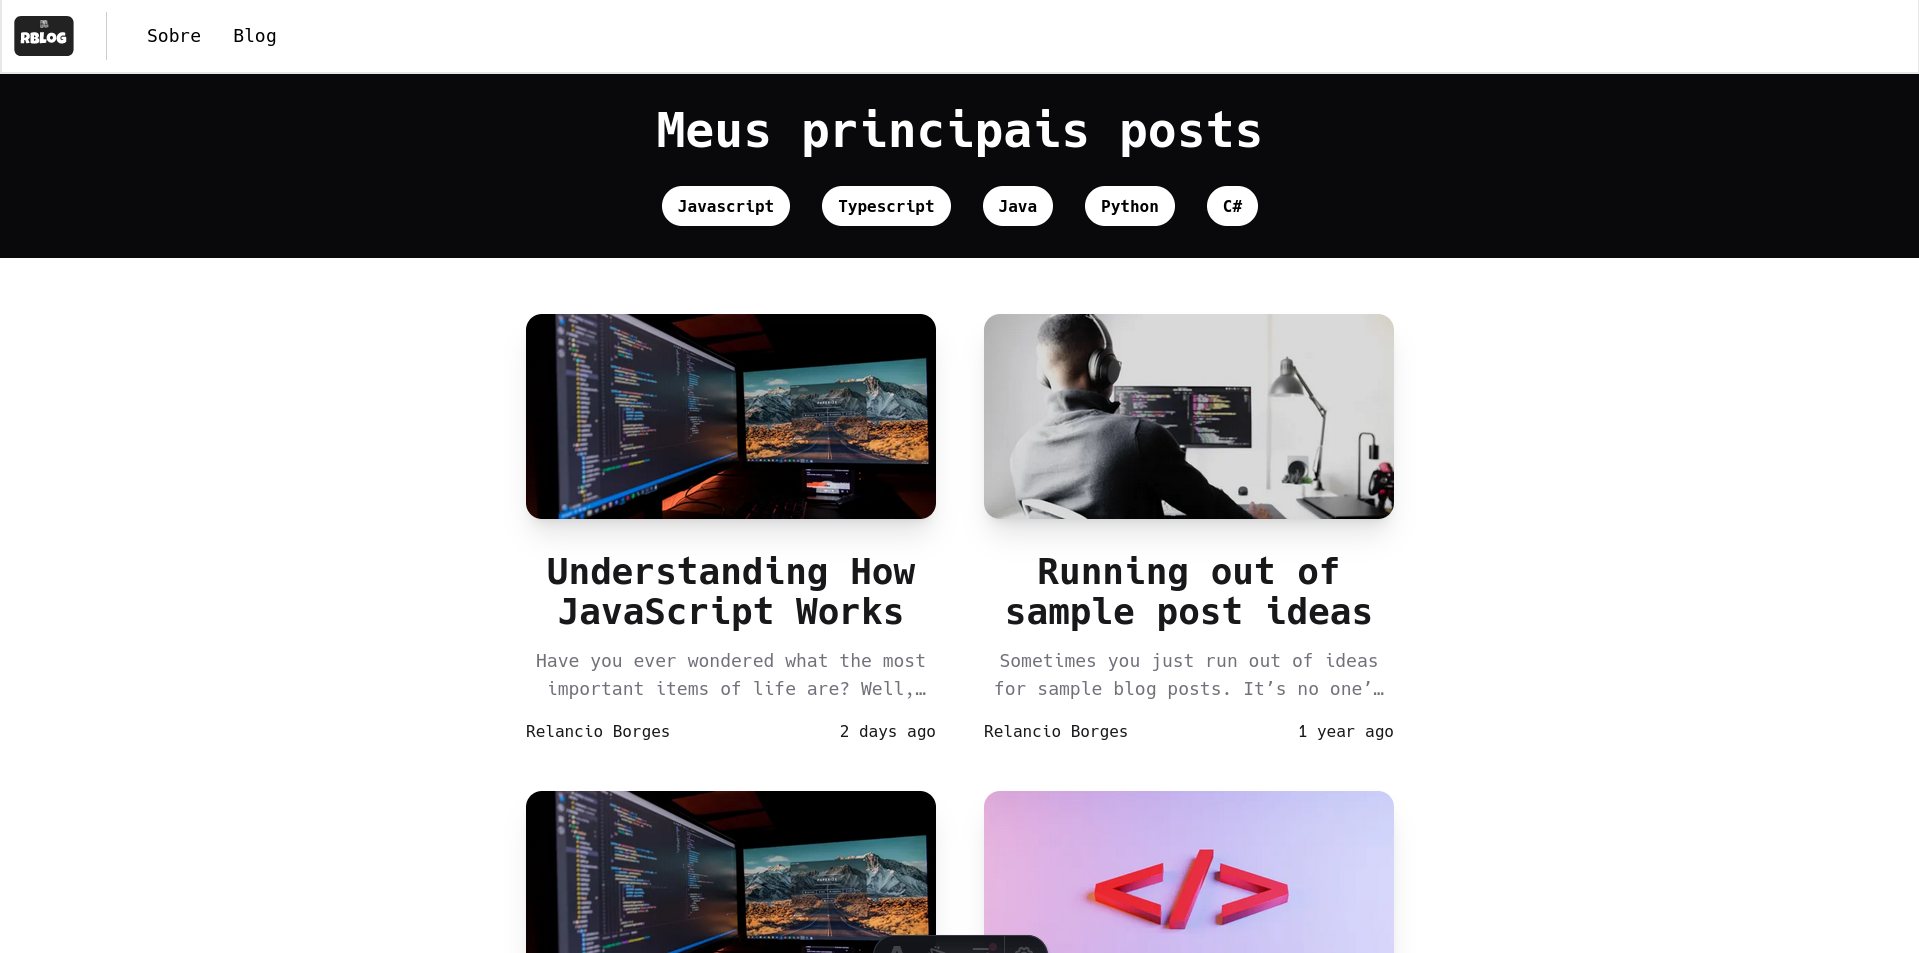 RBLOG
Sobre
Blog
Meus principais posts
Javascript
Typescript
Java
Python
C#
Understanding How
JavaScript Works
Have you ever wondered what the most
important items of life are? Well,…
Relancio Borges
2 days ago
Running out of
sample post ideas
Sometimes you just run out of ideas
for sample blog posts. It’s no one’…
Relancio Borges
1 year ago
</>